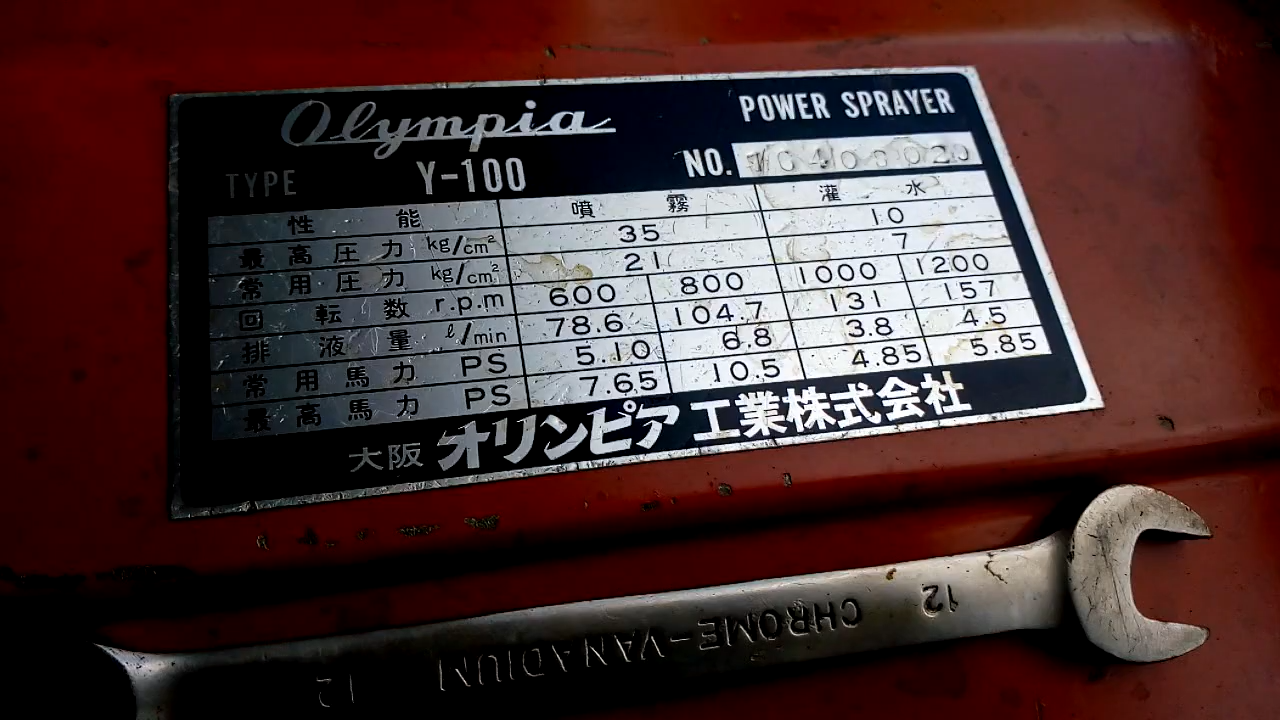 Olympia POWER SPRAYER
TYPE Y-100 NO.
性能 噴霧 灌水
最高圧力 kg/cm² 35 10
常用圧力 kg/cm² 21 7
回転数 r.p.m 600 800 1000 1200
排液量 ℓ/min 78.6 104.7 131 157
常用馬力 PS 5.10 6.8 3.8 4.5
最高馬力 PS 7.65 10.5 4.85 5.85
大阪 オリンピア工業株式会社
12 CHROME-VANADIUM 12